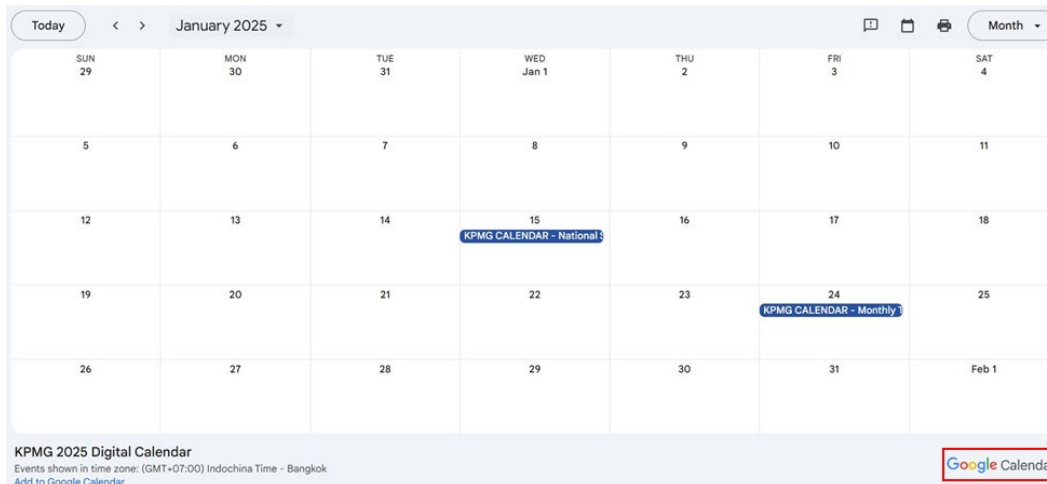 Today < > January 2025 Month
SUN MON TUE WED THU FRI SAT
29 30 31 Jan 1 2 3 4
5 6 7 8 9 10 11
12 13 14 15 16 17 18
KPMG CALENDAR - National
19 20 21 22 23 24 25
KPMG CALENDAR - Monthly
26 27 28 29 30 31 Feb 1
KPMG 2025 Digital Calendar
Events shown in time zone: (GMT+07:00) Indochina Time - Bangkok
Add to Google Calendar
Google Calenda